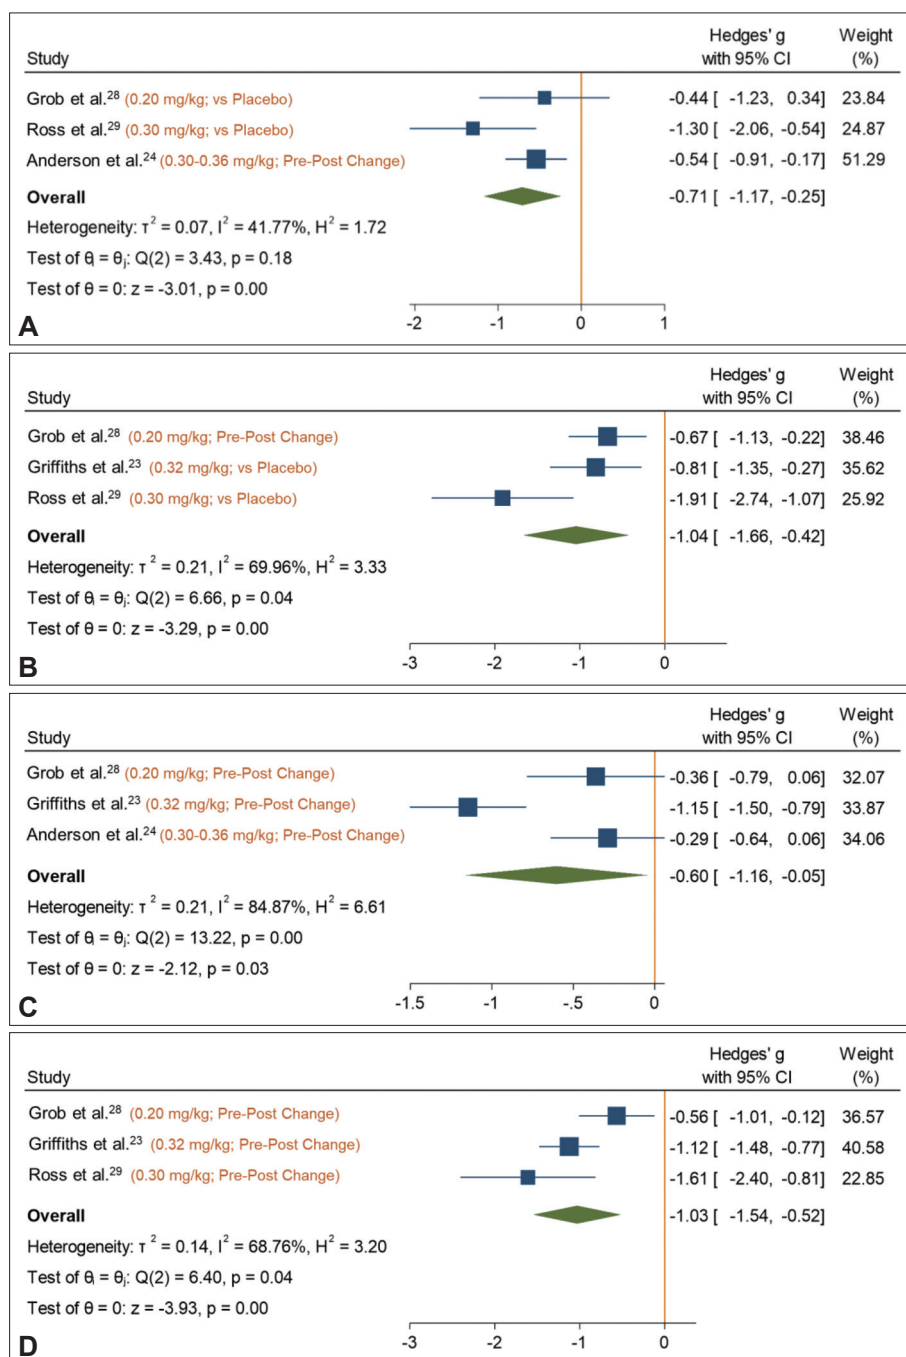 Hedges' g Weight
Study with 95% CI (%)
Grob et al.28 (0.20 mg/kg; vs Placebo) -0.44 [ -1.23, 0.34] 23.84
Ross et al.29 (0.30 mg/kg; vs Placebo) -1.30 [ -2.06, -0.54] 24.87
Anderson et al.24 (0.30-0.36 mg/kg; Pre-Post Change) -0.54 [ -0.91, -0.17] 51.29
Overall -0.71 [ -1.17, -0.25]
Heterogeneity: τ2 = 0.07, I2 = 41.77%, H2 = 1.72
Test of θi = θj: Q(2) = 3.43, p = 0.18
Test of θ = 0: z = -3.01, p = 0.00
-2 -1 0 1
A
Hedges' g Weight
Study with 95% CI (%)
Grob et al.28 (0.20 mg/kg; Pre-Post Change) -0.67 [ -1.13, -0.22] 38.46
Griffiths et al.23 (0.32 mg/kg; vs Placebo) -0.81 [ -1.35, -0.27] 35.62
Ross et al.29 (0.30 mg/kg; vs Placebo) -1.91 [ -2.74, -1.07] 25.92
Overall -1.04 [ -1.66, -0.42]
Heterogeneity: τ2 = 0.21, I2 = 69.96%, H2 = 3.33
Test of θi = θj: Q(2) = 6.66, p = 0.04
Test of θ = 0: z = -3.29, p = 0.00
-3 -2 -1 0
B
Hedges' g Weight
Study with 95% CI (%)
Grob et al.28 (0.20 mg/kg; Pre-Post Change) -0.36 [ -0.79, 0.06] 32.07
Griffiths et al.23 (0.32 mg/kg; Pre-Post Change) -1.15 [ -1.50, -0.79] 33.87
Anderson et al.24 (0.30-0.36 mg/kg; Pre-Post Change) -0.29 [ -0.64, 0.06] 34.06
Overall -0.60 [ -1.16, -0.05]
Heterogeneity: τ2 = 0.21, I2 = 84.87%, H2 = 6.61
Test of θi = θj: Q(2) = 13.22, p = 0.00
Test of θ = 0: z = -2.12, p = 0.03
-1.5 -1 -.5 0
C
Hedges' g Weight
Study with 95% CI (%)
Grob et al.28 (0.20 mg/kg; Pre-Post Change) -0.56 [ -1.01, -0.12] 36.57
Griffiths et al.23 (0.32 mg/kg; Pre-Post Change) -1.12 [ -1.48, -0.77] 40.58
Ross et al.29 (0.30 mg/kg; Pre-Post Change) -1.61 [ -2.40, -0.81] 22.85
Overall -1.03 [ -1.54, -0.52]
Heterogeneity: τ2 = 0.14, I2 = 68.76%, H2 = 3.20
Test of θi = θj: Q(2) = 6.40, p = 0.04
Test of θ = 0: z = -3.93, p = 0.00
-3 -2 -1 0
D